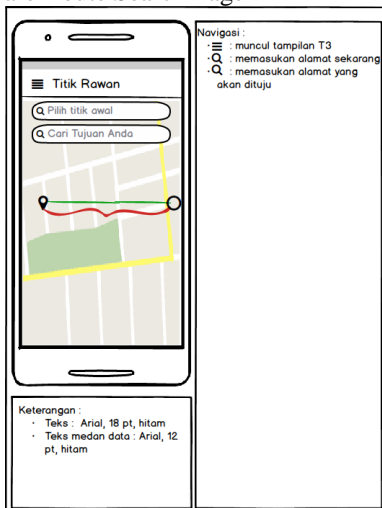 Titik Rawan
Pilih titik awal
Cari Tujuan Anda
Navigasi :
· : muncul tampilan T3
· : memasukan alamat sekarang
· : memasukan alamat yang
akan dituju
Keterangan :
· Teks : Arial, 18 pt, hitam
· Teks medan data : Arial, 12
pt, hitam